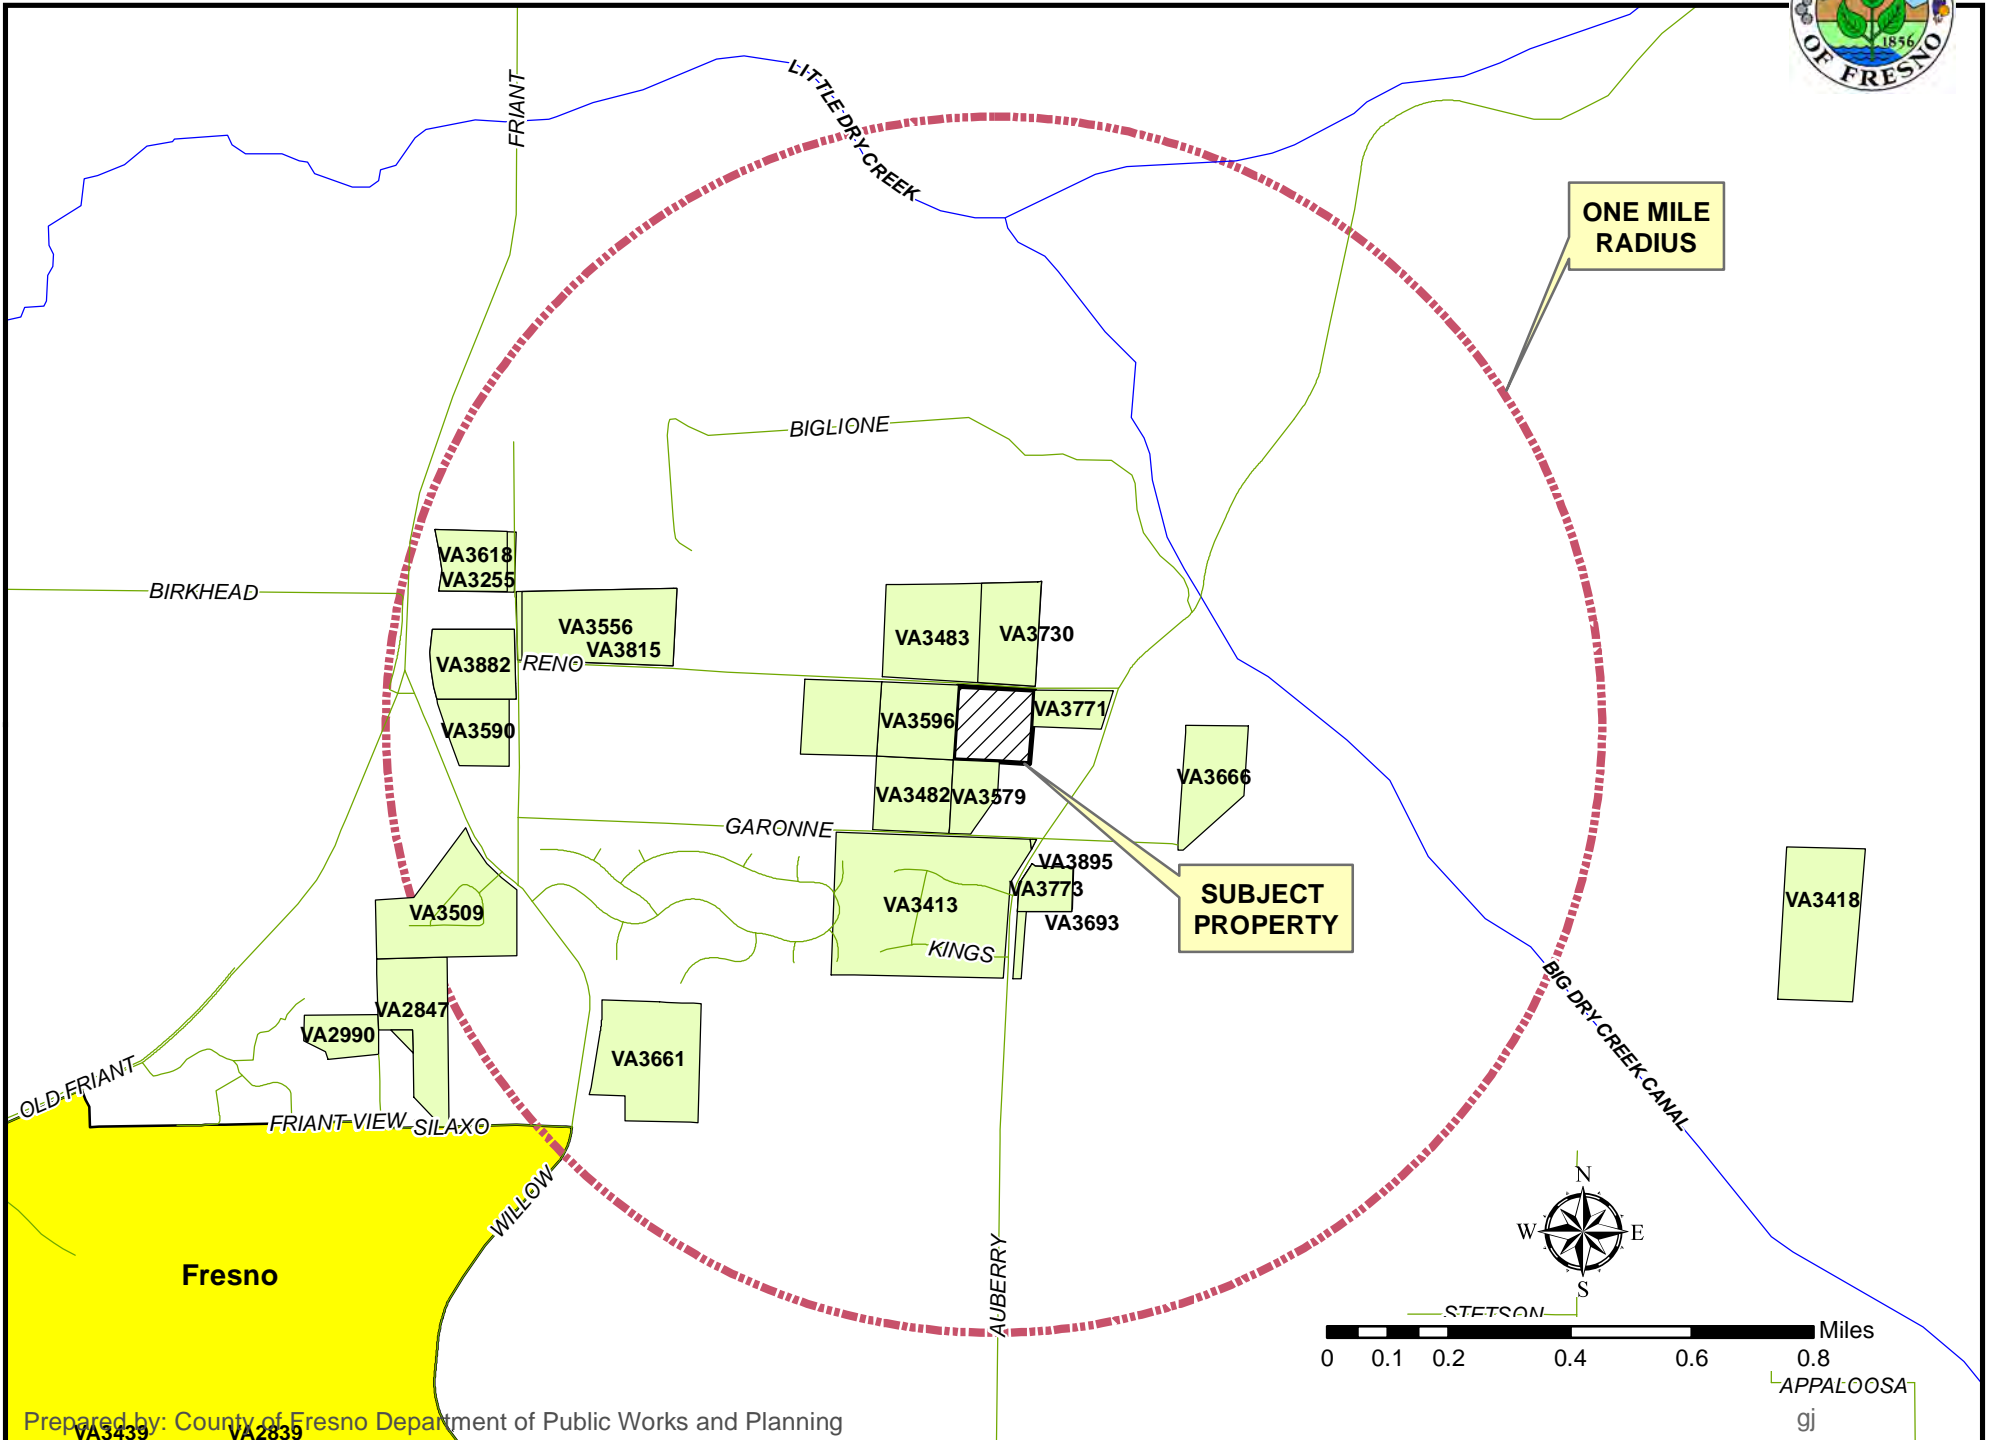 1856
OF FRESNO
LITTLE DRY CREEK
FRIANT
ONE MILE
RADIUS
BIGLIONE
VA3618
VA3255
BIRKHEAD
VA3556
VA3815
VA3483
VA3730
VA3882
RENO
VA3596
VA3771
VA3590
VA3666
VA3482
VA3579
GARONNE
VA3895
VA3773
SUBJECT
PROPERTY
VA3418
VA3413
VA3509
VA3693
KINGS
VA2847
VA2990
VA3661
BIG DRY CREEK CANAL
OLD FRIANT
FRIANT VIEW
SILAXO
WILLOW
N
W
E
S
Fresno
AUBERRY
STETSON
Miles
0 0.1 0.2 0.4 0.6 0.8
APPALOOSA
Prepared by: County of Fresno Department of Public Works and Planning
gj
VA3439
VA2839